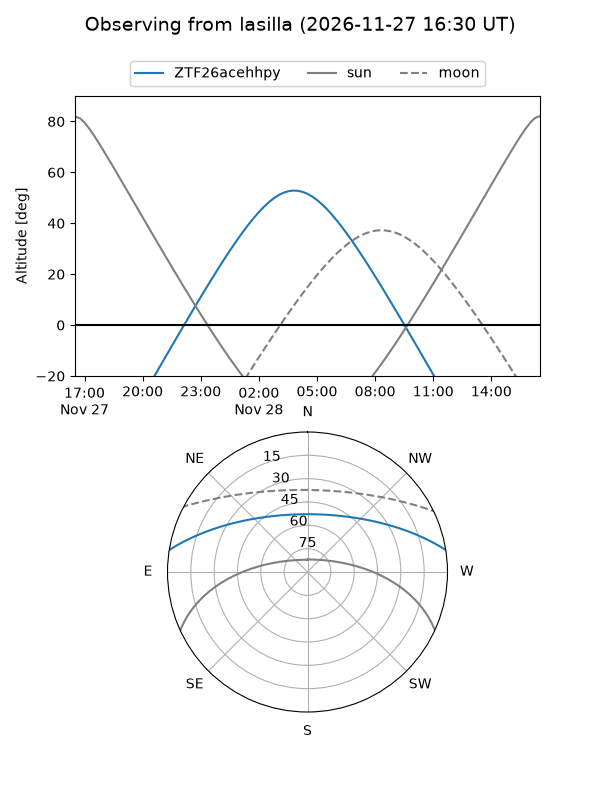 Observing from lasilla (2026-11-27 16:30 UT)
ZTF26acehhpy sun moon
Altitude [deg]
80
60
40
20
0
−20
17:00 20:00 23:00 02:00 05:00 08:00 11:00 14:00
Nov 27 Nov 28
N
NE NW
15
30
45
60
75
E W
SE SW
S